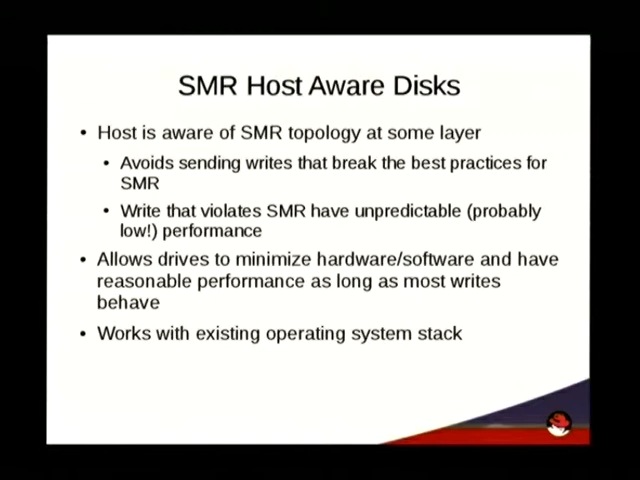 SMR Host Aware Disks
• Host is aware of SMR topology at some layer
• Avoids sending writes that break the best practices for
SMR
• Write that violates SMR have unpredictable (probably
low!) performance
• Allows drives to minimize hardware/software and have
reasonable performance as long as most writes
behave
• Works with existing operating system stack